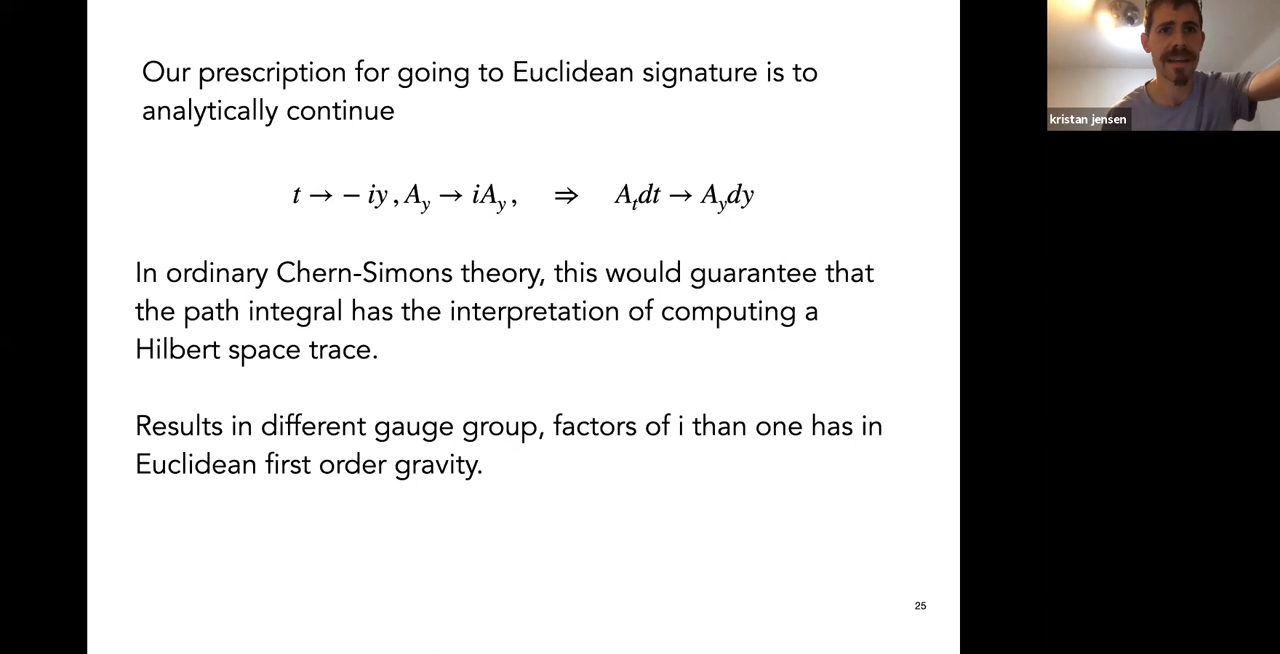 Our prescription for going to Euclidean signature is to
analytically continue
kristan jensen
t → − iy , A_y → iA_y , ⇒ A_t dt → A_y dy
In ordinary Chern-Simons theory, this would guarantee that
the path integral has the interpretation of computing a
Hilbert space trace.
Results in different gauge group, factors of i than one has in
Euclidean first order gravity.
25